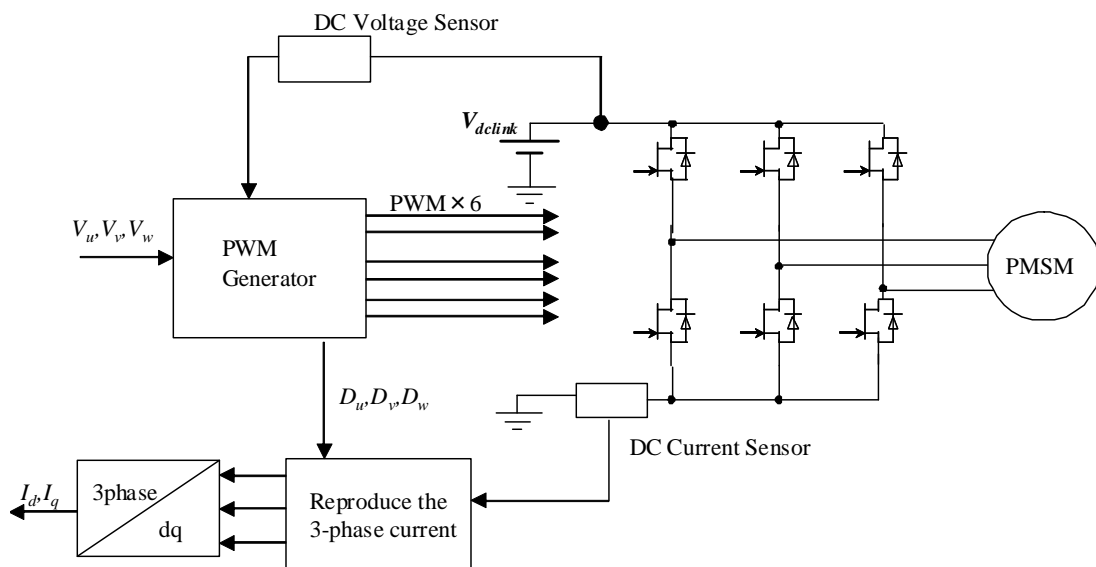 DC Voltage Sensor
V_dclink
PWM × 6
V_u,V_v,V_w
PWM
Generator
PMSM
D_u,D_v,D_w
DC Current Sensor
I_d,I_q
3phase
dq
Reproduce the
3-phase current